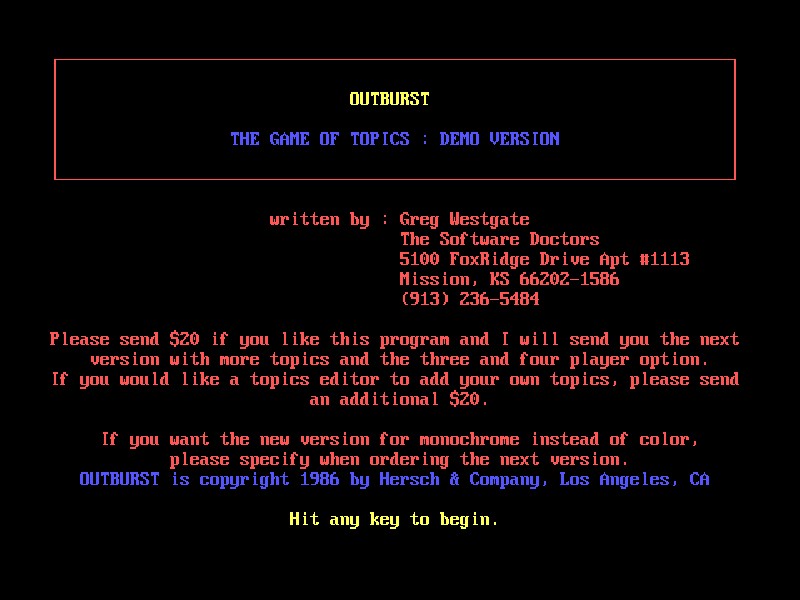 OUTBURST
THE GAME OF TOPICS : DEMO VERSION
written by : Greg Westgate
The Software Doctors
5100 FoxRidge Drive Apt #1113
Mission, KS 66202-1586
(913) 236-5484
Please send $20 if you like this program and I will send you the next
version with more topics and the three and four player option.
If you would like a topics editor to add your own topics, please send
an additional $20.
If you want the new version for monochrome instead of color,
please specify when ordering the next version.
OUTBURST is copyright 1986 by Hersch & Company, Los Angeles, CA
Hit any key to begin.